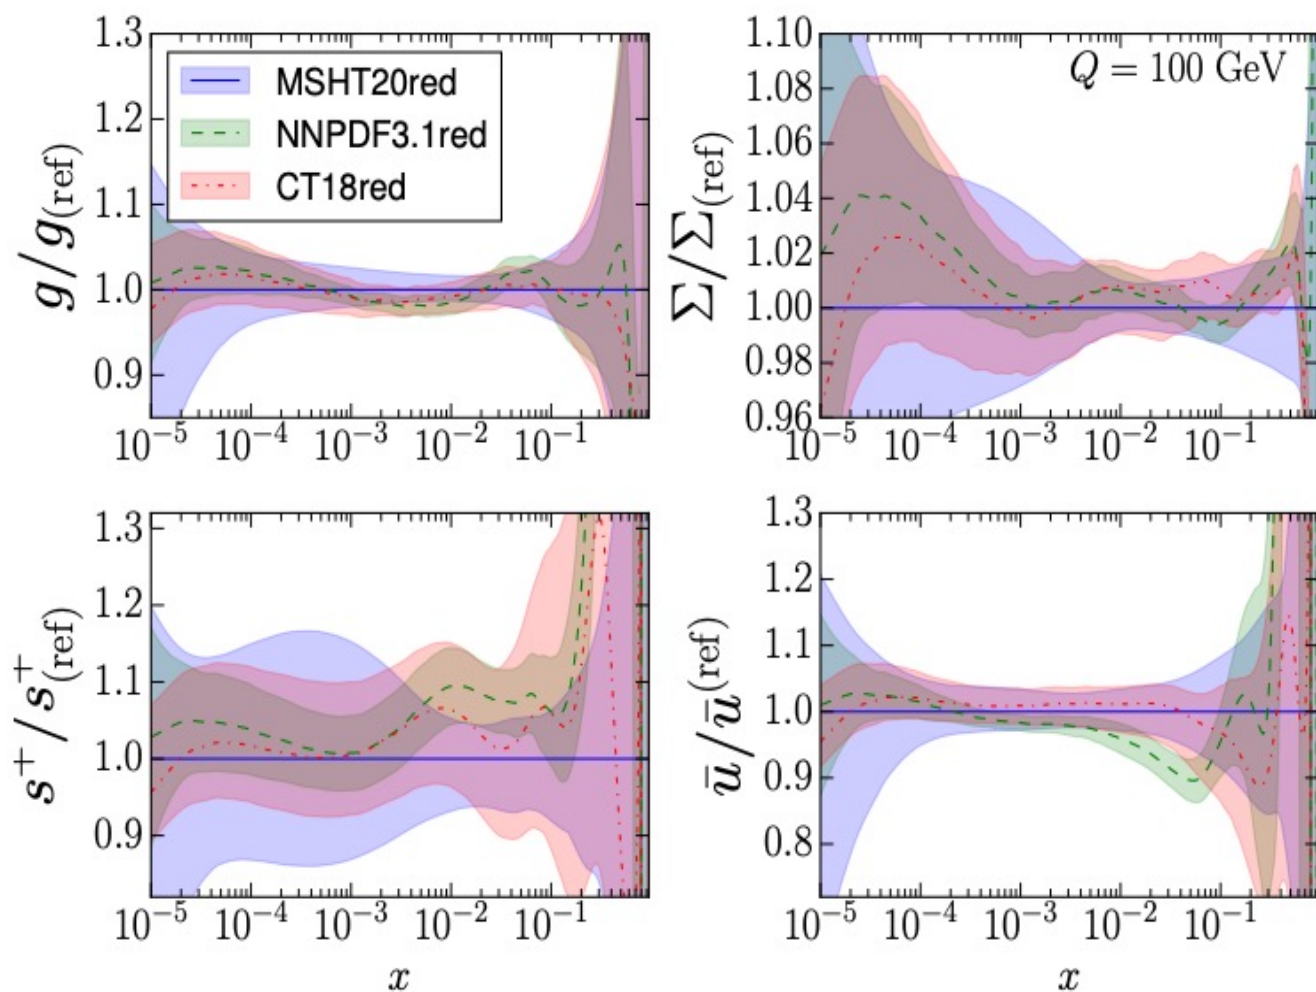 g/g(ref)
1.3
1.2
1.1
1.0
0.9
MSHT20red
NNPDF3.1red
CT18red
10⁻⁵ 10⁻⁴ 10⁻³ 10⁻² 10⁻¹
Σ/Σ(ref)
1.10
1.08
1.06
1.04
1.02
1.00
0.98
0.96
Q = 100 GeV
10⁻⁵ 10⁻⁴ 10⁻³ 10⁻² 10⁻¹
s⁺/s⁺(ref)
1.3
1.2
1.1
1.0
0.9
10⁻⁵ 10⁻⁴ 10⁻³ 10⁻² 10⁻¹
x
ū/ū(ref)
1.3
1.2
1.1
1.0
0.9
0.8
10⁻⁵ 10⁻⁴ 10⁻³ 10⁻² 10⁻¹
x